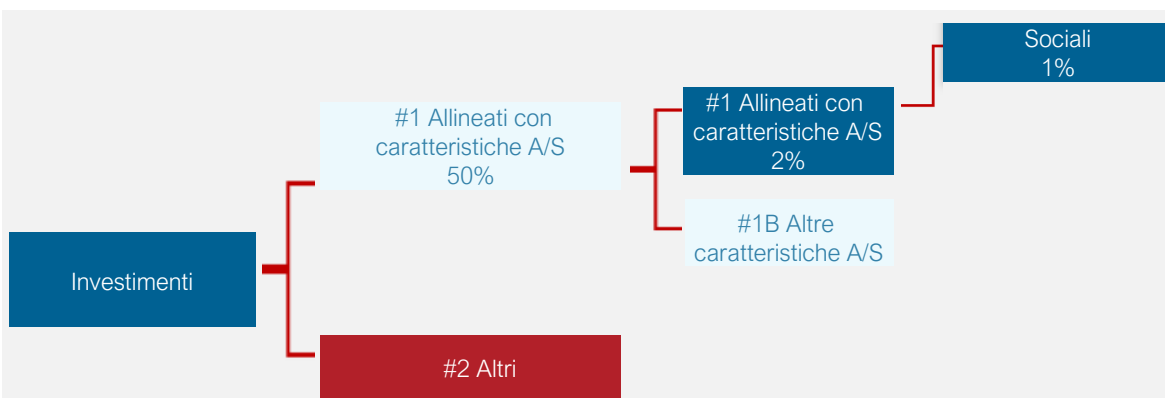 Sociali
1%
#1 Allineati con
caratteristiche A/S
50%
#1 Allineati con
caratteristiche A/S
2%
#1B Altre
caratteristiche A/S
Investimenti
#2 Altri